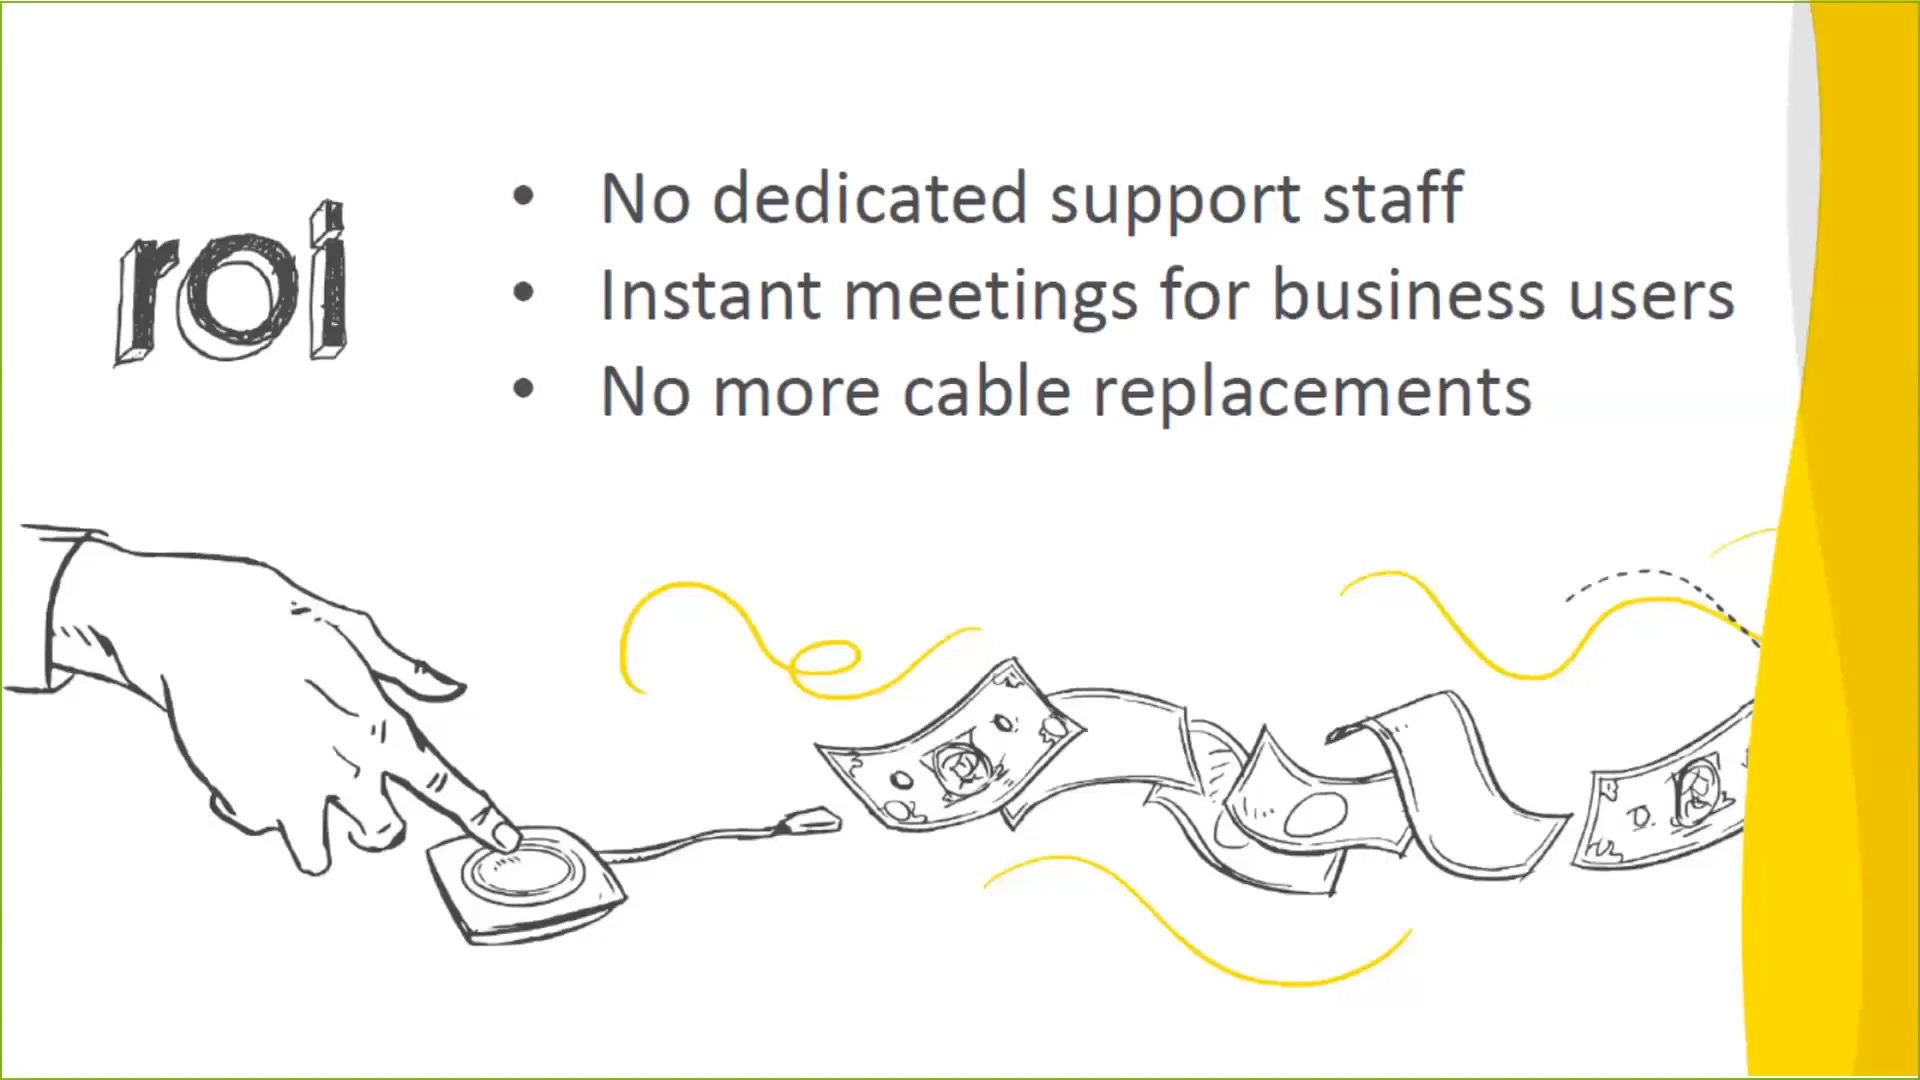 roi
• No dedicated support staff
• Instant meetings for business users
• No more cable replacements